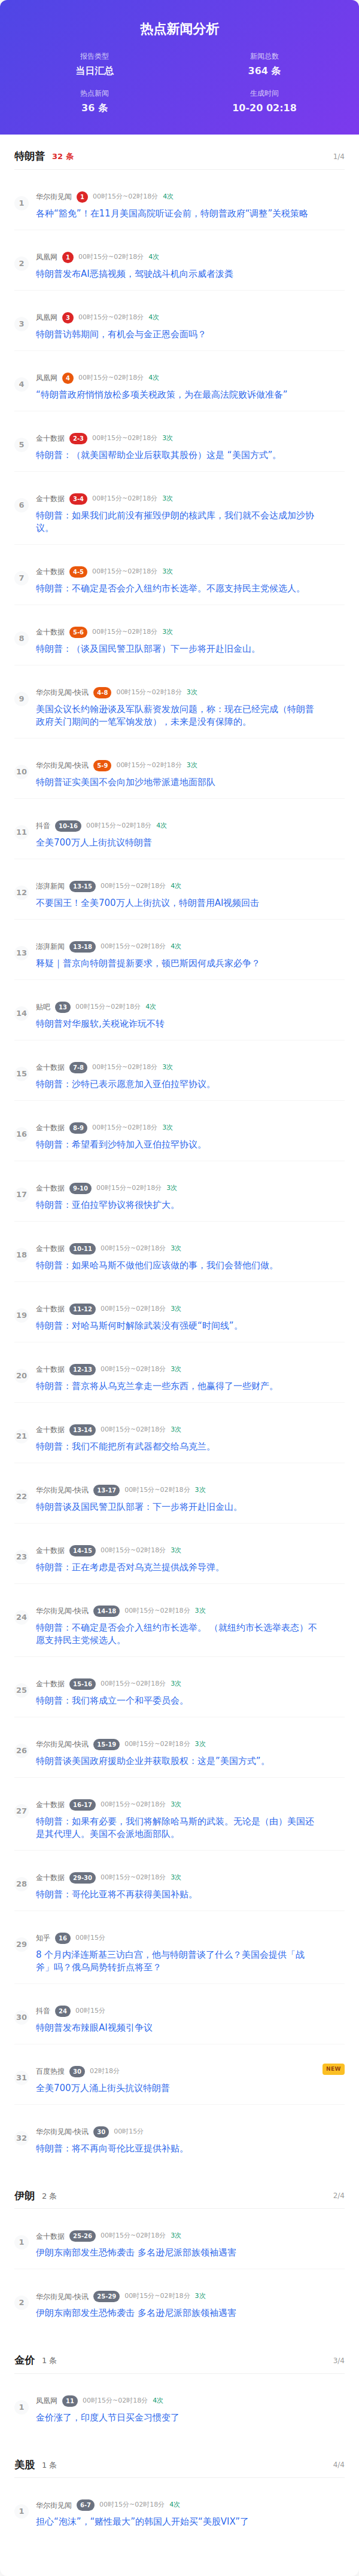 热点新闻分析
报告类型
新闻总数
当日汇总
364 条
热点新闻
生成时间
36 条
10-20 02:18
特朗普 32 条 1/4
1
华尔街见闻 1 00时15分~02时18分 4次
各种“豁免”！在11月美国高院听证会前，特朗普政府“调整”关税策略
2
凤凰网 1 00时15分~02时18分 4次
特朗普发布AI恶搞视频，驾驶战斗机向示威者泼粪
3
凤凰网 3 00时15分~02时18分 4次
特朗普访韩期间，有机会与金正恩会面吗？
4
凤凰网 4 00时15分~02时18分 4次
“特朗普政府悄悄放松多项关税政策，为在最高法院败诉做准备”
5
金十数据 2-3 00时15分~02时18分 3次
特朗普：（就美国帮助企业后获取其股份）这是 “美国方式”。
6
金十数据 3-4 00时15分~02时18分 3次
特朗普：如果我们此前没有摧毁伊朗的核武库，我们就不会达成加沙协
议。
7
金十数据 4-5 00时15分~02时18分 3次
特朗普：不确定是否会介入纽约市长选举。不愿支持民主党候选人。
8
金十数据 5-6 00时15分~02时18分 3次
特朗普：（谈及国民警卫队部署）下一步将开赴旧金山。
9
华尔街见闻-快讯 4-8 00时15分~02时18分 3次
美国众议长约翰逊谈及军队薪资发放问题，称：现在已完成（特朗普
政府关门期间的一笔军饷发放），未来是没有保障的。
10
华尔街见闻-快讯 5-9 00时15分~02时18分 3次
特朗普证实美国不会向加沙地带派遣地面部队
11
抖音 10-16 00时15分~02时18分 4次
全美700万人上街抗议特朗普
12
澎湃新闻 13-15 00时15分~02时18分 4次
不要国王！全美700万人上街抗议，特朗普用AI视频回击
13
澎湃新闻 13-18 00时15分~02时18分 4次
释疑｜普京向特朗普提新要求，顿巴斯因何成兵家必争？
14
贴吧 13 00时15分~02时18分 4次
特朗普对华服软,关税讹诈玩不转
15
金十数据 7-8 00时15分~02时18分 3次
特朗普：沙特已表示愿意加入亚伯拉罕协议。
16
金十数据 8-9 00时15分~02时18分 3次
特朗普：希望看到沙特加入亚伯拉罕协议。
17
金十数据 9-10 00时15分~02时18分 3次
特朗普：亚伯拉罕协议将很快扩大。
18
金十数据 10-11 00时15分~02时18分 3次
特朗普：如果哈马斯不做他们应该做的事，我们会替他们做。
19
金十数据 11-12 00时15分~02时18分 3次
特朗普：对哈马斯何时解除武装没有强硬“时间线”。
20
金十数据 12-13 00时15分~02时18分 3次
特朗普：普京将从乌克兰拿走一些东西，他赢得了一些财产。
21
金十数据 13-14 00时15分~02时18分 3次
特朗普：我们不能把所有武器都交给乌克兰。
22
华尔街见闻-快讯 13-17 00时15分~02时18分 3次
特朗普谈及国民警卫队部署：下一步将开赴旧金山。
23
金十数据 14-15 00时15分~02时18分 3次
特朗普：正在考虑是否对乌克兰提供战斧导弹。
24
华尔街见闻-快讯 14-18 00时15分~02时18分 3次
特朗普：不确定是否会介入纽约市长选举。 （就纽约市长选举表态）不
愿支持民主党候选人。
25
金十数据 15-16 00时15分~02时18分 3次
特朗普：我们将成立一个和平委员会。
26
华尔街见闻-快讯 15-19 00时15分~02时18分 3次
特朗普谈美国政府援助企业并获取股权：这是”美国方式”。
27
金十数据 16-17 00时15分~02时18分 3次
特朗普：如果有必要，我们将解除哈马斯的武装。无论是（由）美国还
是其代理人。美国不会派地面部队。
28
金十数据 29-30 00时15分~02时18分 3次
特朗普：哥伦比亚将不再获得美国补贴。
29
知乎 16 00时15分
8 个月内泽连斯基三访白宫，他与特朗普谈了什么？美国会提供「战
斧」吗？俄乌局势转折点将至？
30
抖音 24 00时15分
特朗普发布辣眼AI视频引争议
31
百度热搜 30 02时18分 NEW
全美700万人涌上街头抗议特朗普
32
华尔街见闻-快讯 30 00时15分
特朗普：将不再向哥伦比亚提供补贴。
伊朗 2 条 2/4
1
金十数据 25-26 00时15分~02时18分 3次
伊朗东南部发生恐怖袭击 多名逊尼派部族领袖遇害
2
华尔街见闻-快讯 25-29 00时15分~02时18分 3次
伊朗东南部发生恐怖袭击 多名逊尼派部族领袖遇害
金价 1 条 3/4
1
凤凰网 11 00时15分~02时18分 4次
金价涨了，印度人节日买金习惯变了
美股 1 条 4/4
1
华尔街见闻 6-7 00时15分~02时18分 4次
担心“泡沫”，“赌性最大”的韩国人开始买“美股VIX”了